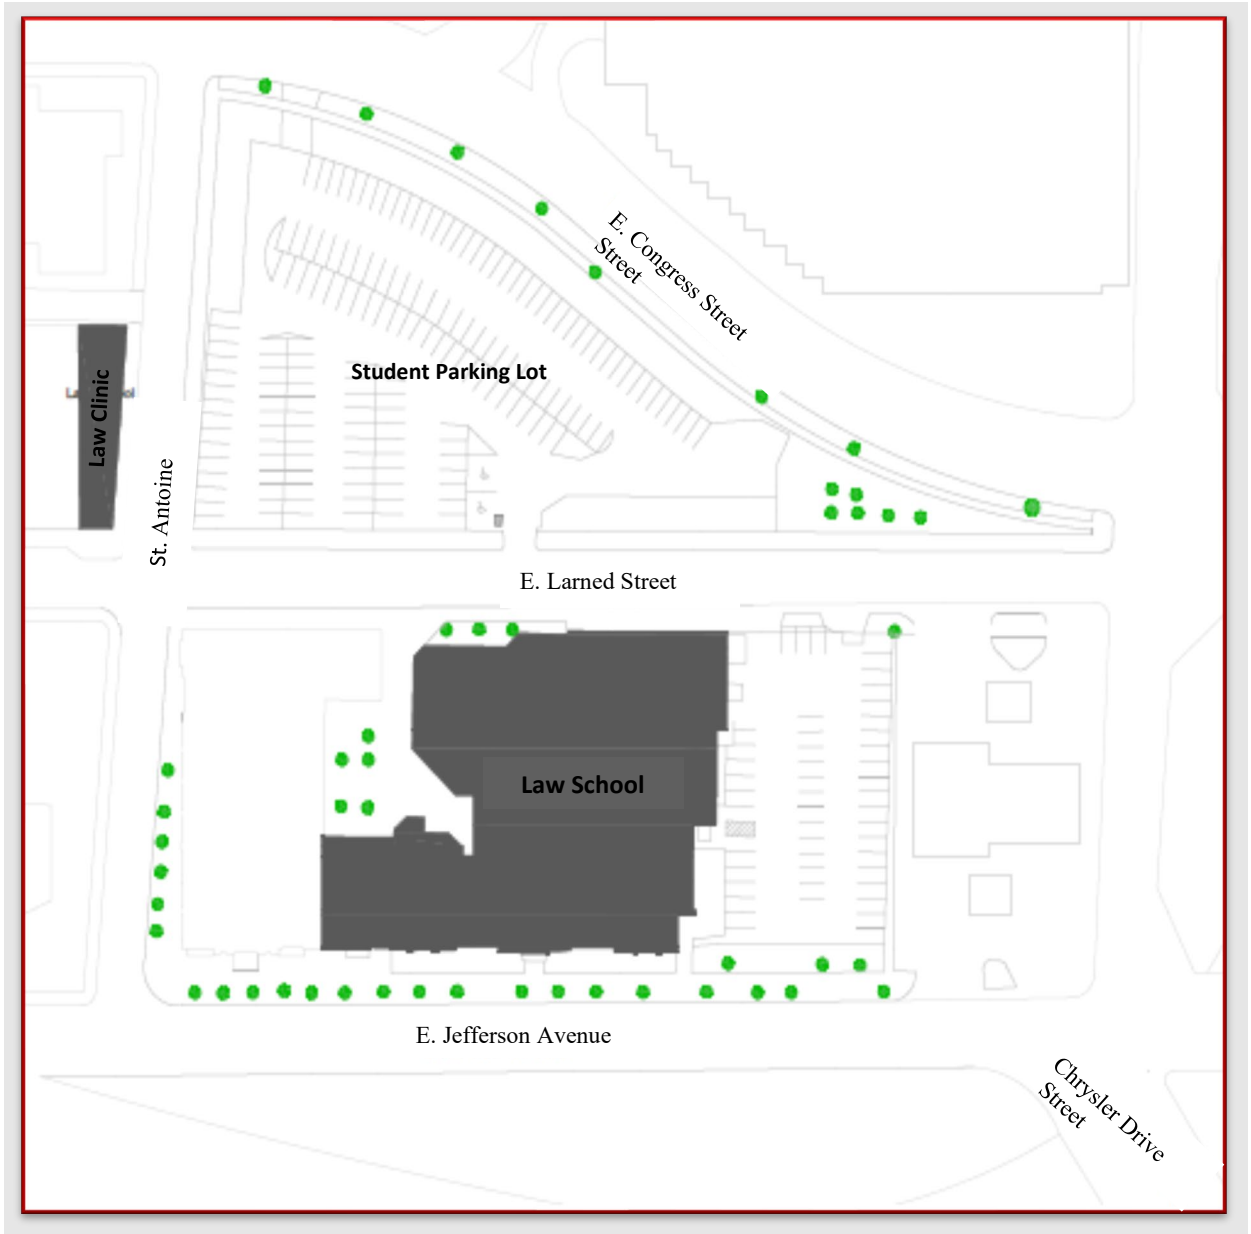 E. Congress Street
Street
Student Parking Lot
Law Clinic
St. Antoine
E. Larned Street
Law School
E. Jefferson Avenue
Chrysler Drive
Street